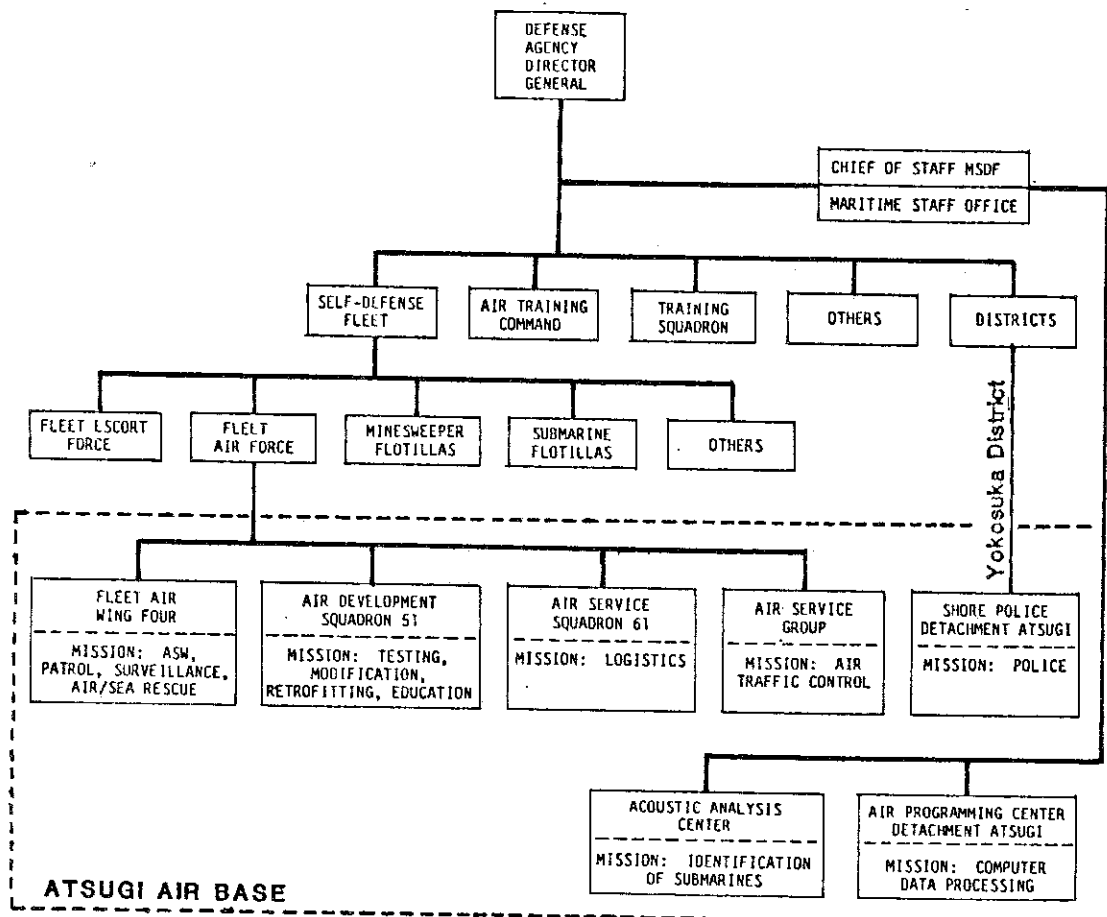 DEFENSE
AGENCY
DIRECTOR
GENERAL
CHIEF OF STAFF MSDF
MARITIME STAFF OFFICE
SELF-DEFENSE
FLEET
AIR TRAINING
COMMAND
TRAINING
SQUADRON
OTHERS
DISTRICTS
FLEET ESCORT
FORCE
FLEET
AIR FORCE
MINESWEEPER
FLOTILLAS
SUBMARINE
FLOTILLAS
OTHERS
Yokosuka District
FLEET AIR
WING FOUR
MISSION: ASW,
PATROL, SURVEILLANCE,
AIR/SEA RESCUE
AIR DEVELOPMENT
SQUADRON 51
MISSION: TESTING,
MODIFICATION,
RETROFITTING, EDUCATION
AIR SERVICE
SQUADRON 61
MISSION: LOGISTICS
AIR SERVICE
GROUP
MISSION: AIR
TRAFFIC CONTROL
SHORE POLICE
DETACHMENT ATSUGI
MISSION: POLICE
ACOUSTIC ANALYSIS
CENTER
MISSION: IDENTIFICATION
OF SUBMARINES
AIR PROGRAMMING CENTER
DETACHMENT ATSUGI
MISSION: COMPUTER
DATA PROCESSING
ATSUGI AIR BASE